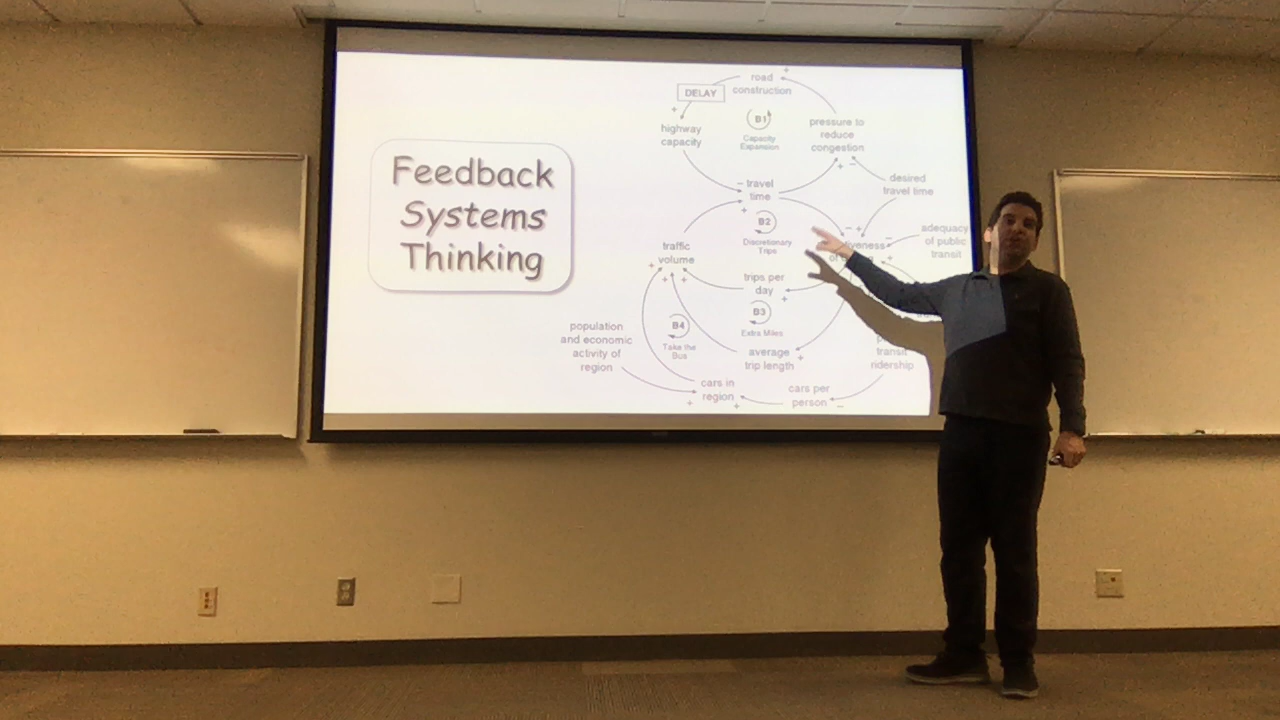 Feedback
Systems
Thinking
road
construction
+
DELAY
+
highway
capacity
B1
Capacity
Expansion
pressure to
reduce
congestion
+
−
− travel
time
+
desired
travel time
B2
Discretionary
Trips
− +
−
adequacy
of public
transit
of
+
traffic
volume
+
+ +
trips per
day
+
B3
Extra Miles
B4
Take the
Bus
population
and economic
activity of
region
average
trip length
+
transit
ridership
cars in
region
+
+
cars per
person
−